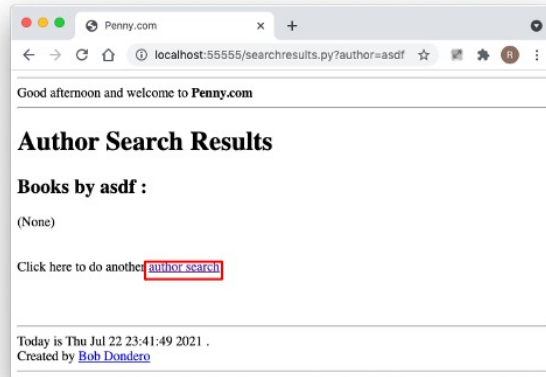 Penny.com
localhost:55555/searchresults.py?author=asdf
R
Good afternoon and welcome to Penny.com
Author Search Results
Books by asdf :
(None)
Click here to do another author search
Today is Thu Jul 22 23:41:49 2021 .
Created by Bob Dondero